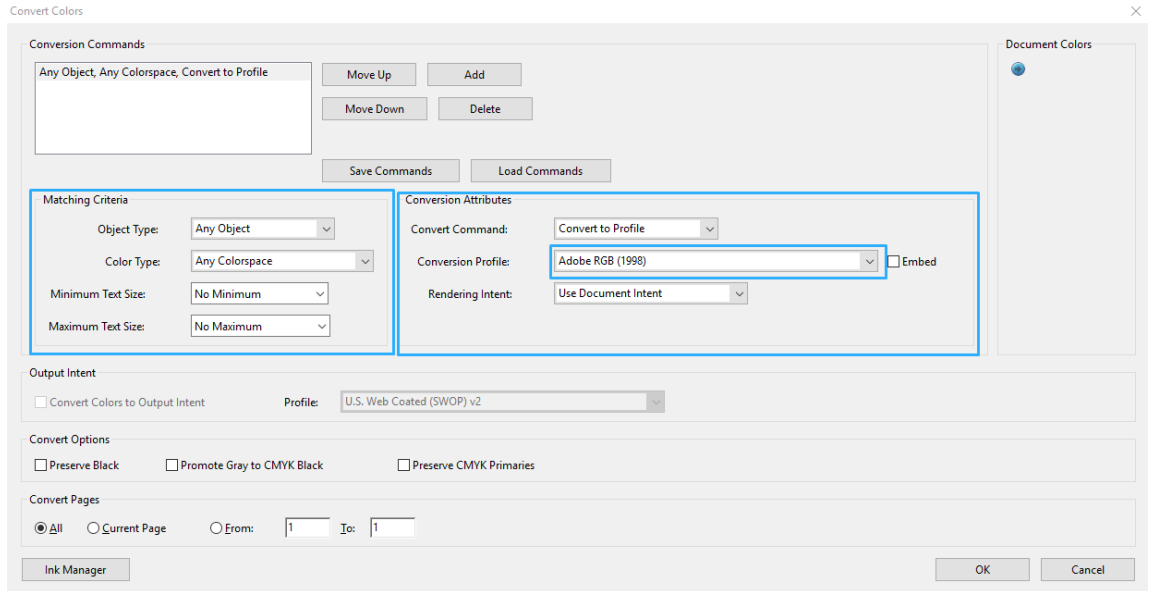 Convert Colors
Conversion Commands
Document Colors
Any Object, Any Colorspace, Convert to Profile
Move Up
Add
Move Down
Delete
Save Commands
Load Commands
Matching Criteria
Object Type: Any Object
Color Type: Any Colorspace
Minimum Text Size: No Minimum
Maximum Text Size: No Maximum
Conversion Attributes
Convert Command: Convert to Profile
Conversion Profile: Adobe RGB (1998) Embed
Rendering Intent: Use Document Intent
Output Intent
Convert Colors to Output Intent Profile: U.S. Web Coated (SWOP) v2
Convert Options
Preserve Black Promote Gray to CMYK Black Preserve CMYK Primaries
Convert Pages
All Current Page From: 1 To: 1
Ink Manager OK Cancel